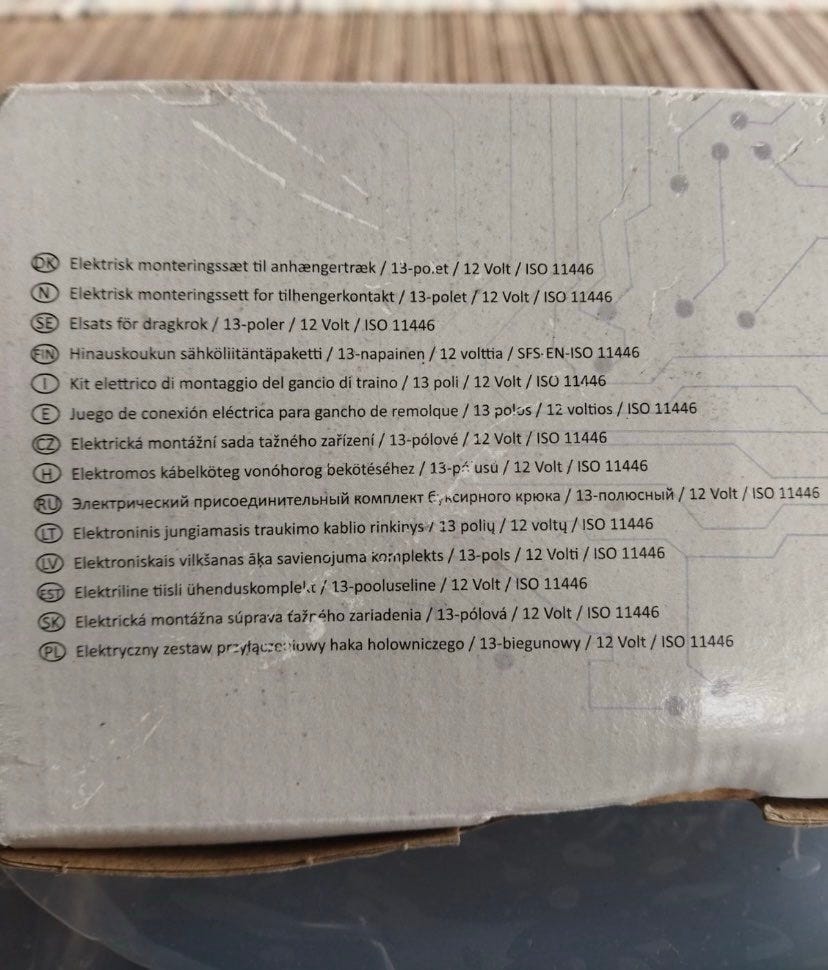 DK Elektrisk monteringssæt til anhængertræk / 13-polet / 12 Volt / ISO 11446
N Elektrisk monteringssett for tilhengerkontakt / 13-polet / 12 Volt / ISO 11446
SE Elsats för dragkrok / 13-poler / 12 Volt / ISO 11446
FIN Hinauskoukun sähköliitäntäpaketti / 13-napainen / 12 volttia / SFS-EN-ISO 11446
I Kit elettrico di montaggio del gancio di traino / 13 poli / 12 Volt / ISO 11446
E Juego de conexión eléctrica para gancho de remolque / 13 polos / 12 voltios / ISO 11446
CZ Elektrická montážní sada tažného zařízení / 13-pólové / 12 Volt / ISO 11446
H Elektromos kábelköteg vonóhorog bekötéséhez / 13-pólusú / 12 Volt / ISO 11446
RU Электрический присоединительный комплект буксирного крюка / 13-полюсный / 12 Volt / ISO 11446
LT Elektroninis jungiamasis traukimo kablio rinkinys / 13 polių / 12 voltų / ISO 11446
LV Elektroniskais vilkšanas āķa savienojuma komplekts / 13-pols / 12 Volti / ISO 11446
EST Elektriline tiisli ühenduskomplekt / 13-pooluseline / 12 Volt / ISO 11446
SK Elektrická montážna súprava ťažného zariadenia / 13-pólová / 12 Volt / ISO 11446
PL Elektryczny zestaw przyłączeniowy haka holowniczego / 13-biegunowy / 12 Volt / ISO 11446